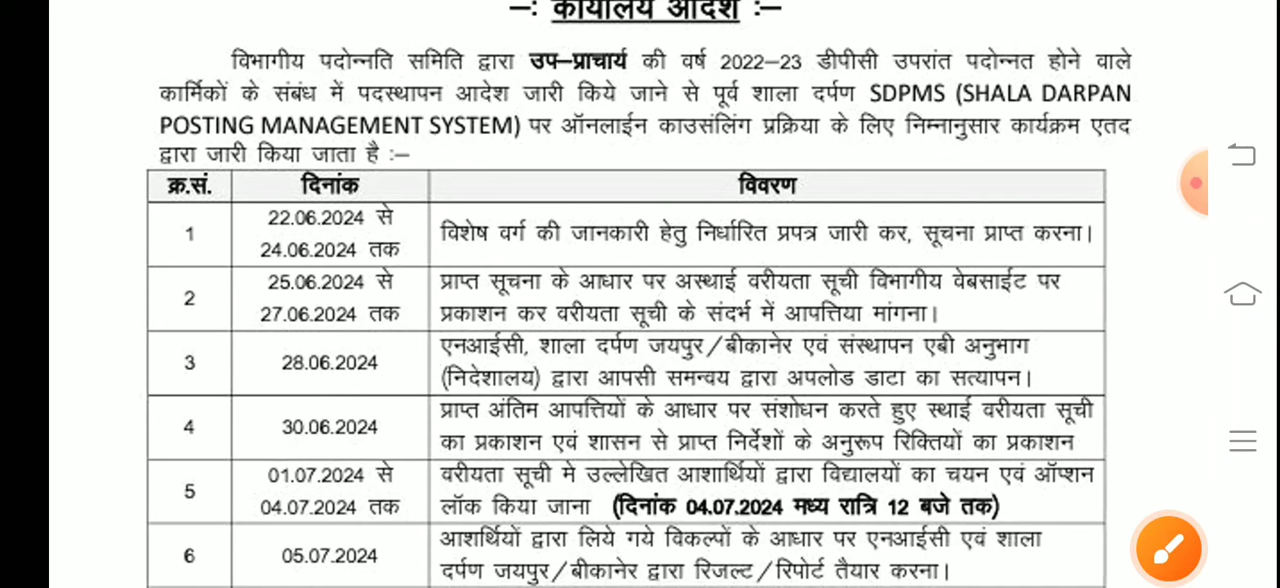 –: कार्यालय आदेश :–
विभागीय पदोन्नति समिति द्वारा उप–प्राचार्य की वर्ष 2022–23 डीपीसी उपरांत पदोन्नत होने वाले
कार्मिकों के संबंध में पदस्थापन आदेश जारी किये जाने से पूर्व शाला दर्पण SDPMS (SHALA DARPAN
POSTING MANAGEMENT SYSTEM) पर ऑनलाईन काउसंलिंग प्रक्रिया के लिए निम्नानुसार कार्यक्रम एतद
द्वारा जारी किया जाता है :–
क्र.सं. दिनांक विवरण
1 22.06.2024 से 24.06.2024 तक विशेष वर्ग की जानकारी हेतु निर्धारित प्रपत्र जारी कर, सूचना प्राप्त करना।
2 25.06.2024 से 27.06.2024 तक प्राप्त सूचना के आधार पर अस्थाई वरीयता सूची विभागीय वेबसाईट पर
प्रकाशन कर वरीयता सूची के संदर्भ में आपत्तिया मांगना।
3 28.06.2024 एनआईसी, शाला दर्पण जयपुर/बीकानेर एवं संस्थापन एबी अनुभाग
(निदेशालय) द्वारा आपसी समन्वय द्वारा अपलोड डाटा का सत्यापन।
4 30.06.2024 प्राप्त अंतिम आपत्तियों के आधार पर संशोधन करते हुए स्थाई वरीयता सूची
का प्रकाशन एवं शासन से प्राप्त निर्देशों के अनुरूप रिक्तियों का प्रकाशन
5 01.07.2024 से 04.07.2024 तक वरीयता सूची मे उल्लेखित आशार्थियों द्वारा विद्यालयों का चयन एवं ऑप्शन
लॉक किया जाना (दिनांक 04.07.2024 मध्य रात्रि 12 बजे तक)
6 05.07.2024 आशर्थियों द्वारा लिये गये विकल्पों के आधार पर एनआईसी एवं शाला
दर्पण जयपुर/बीकानेर द्वारा रिजल्ट/रिपोर्ट तैयार करना।